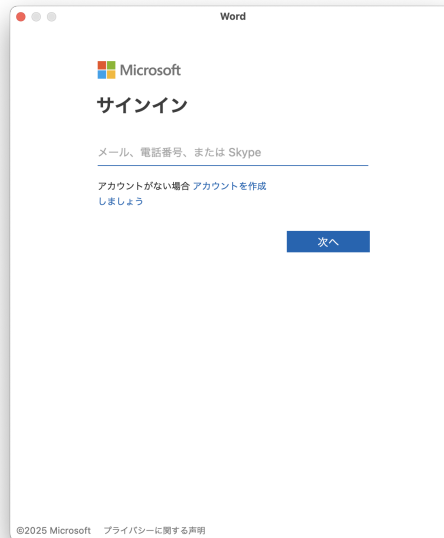 Word
Microsoft
サインイン
メール、電話番号、または Skype
アカウントがない場合 アカウントを作成
しましょう
次へ
©2025 Microsoft プライバシーに関する声明